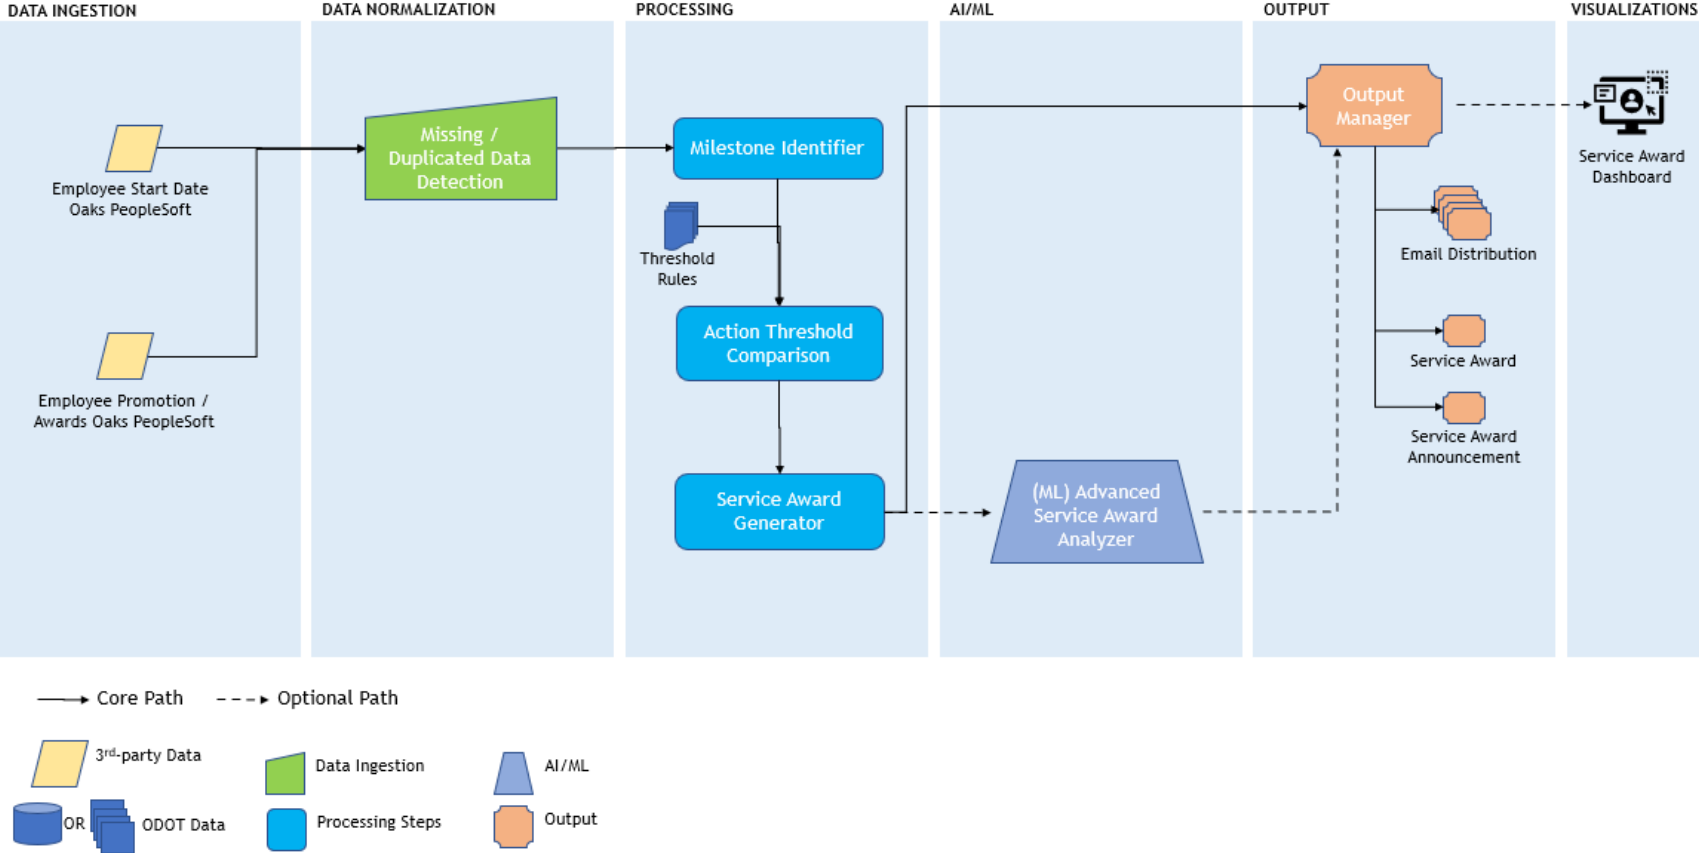 DATA INGESTION
DATA NORMALIZATION
PROCESSING
AI/ML
OUTPUT
VISUALIZATIONS
Employee Start Date
Oaks PeopleSoft
Employee Promotion /
Awards Oaks PeopleSoft
Missing /
Duplicated Data
Detection
Milestone Identifier
Threshold
Rules
Action Threshold
Comparison
Service Award
Generator
(ML) Advanced
Service Award
Analyzer
Output
Manager
Email Distribution
Service Award
Service Award
Announcement
Service Award
Dashboard
Core Path
Optional Path
3rd-party Data
Data Ingestion
AI/ML
OR
ODOT Data
Processing Steps
Output